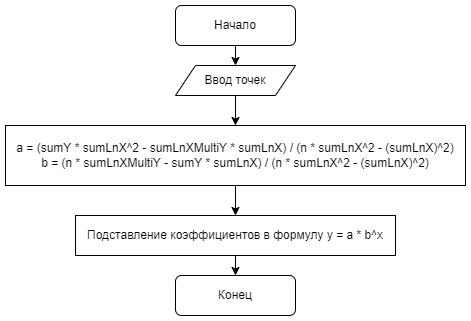 Начало
Ввод точек
a = (sumY * sumLnX^2 - sumLnXMultiY * sumLnX) / (n * sumLnX^2 - (sumLnX)^2)
b = (n * sumLnXMultiY - sumY * sumLnX) / (n * sumLnX^2 - (sumLnX)^2)
Подставление коэффициентов в формулу y = a * b^x
Конец